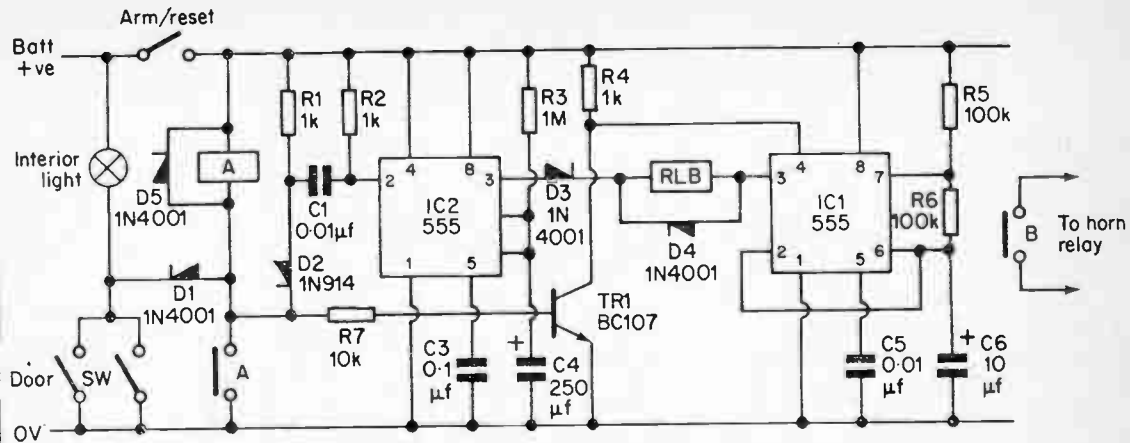 Arm/reset
Batt
+ve
Interior
light
D5
1N4001
A
D1
1N4001
Door
SW
A
0V
R1
1k
R2
1k
C1
0·01µf
D2
1N914
R7
10k
4
8
2
3
IC2
555
1
5
C3
0·1
µf
R3
1M
D3
1N
4001
+
C4
250
µf
R4
1k
TR1
BC107
RLB
D4
1N4001
4
8
3
7
IC1
555
2
6
1
5
C5
0·01
µf
R5
100k
R6
100k
+
C6
10
µf
B
To horn
relay